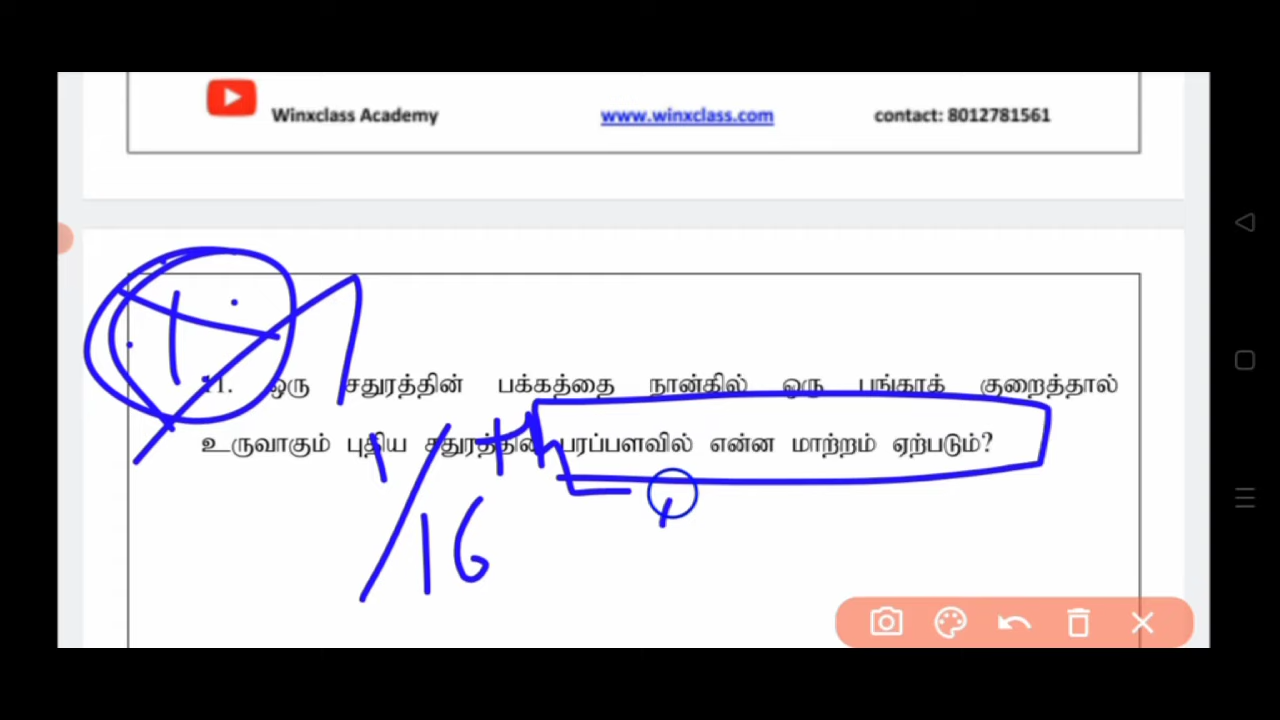 Winxclass Academy www.winxclass.com contact: 8012781561
11. ஒரு சதுரத்தின் பக்கத்தை நான்கில் ஒரு பங்காக் குறைத்தால்
உருவாகும் புதிய சதுரத்தின் பரப்பளவில் என்ன மாற்றம் ஏற்படும்?
1/16